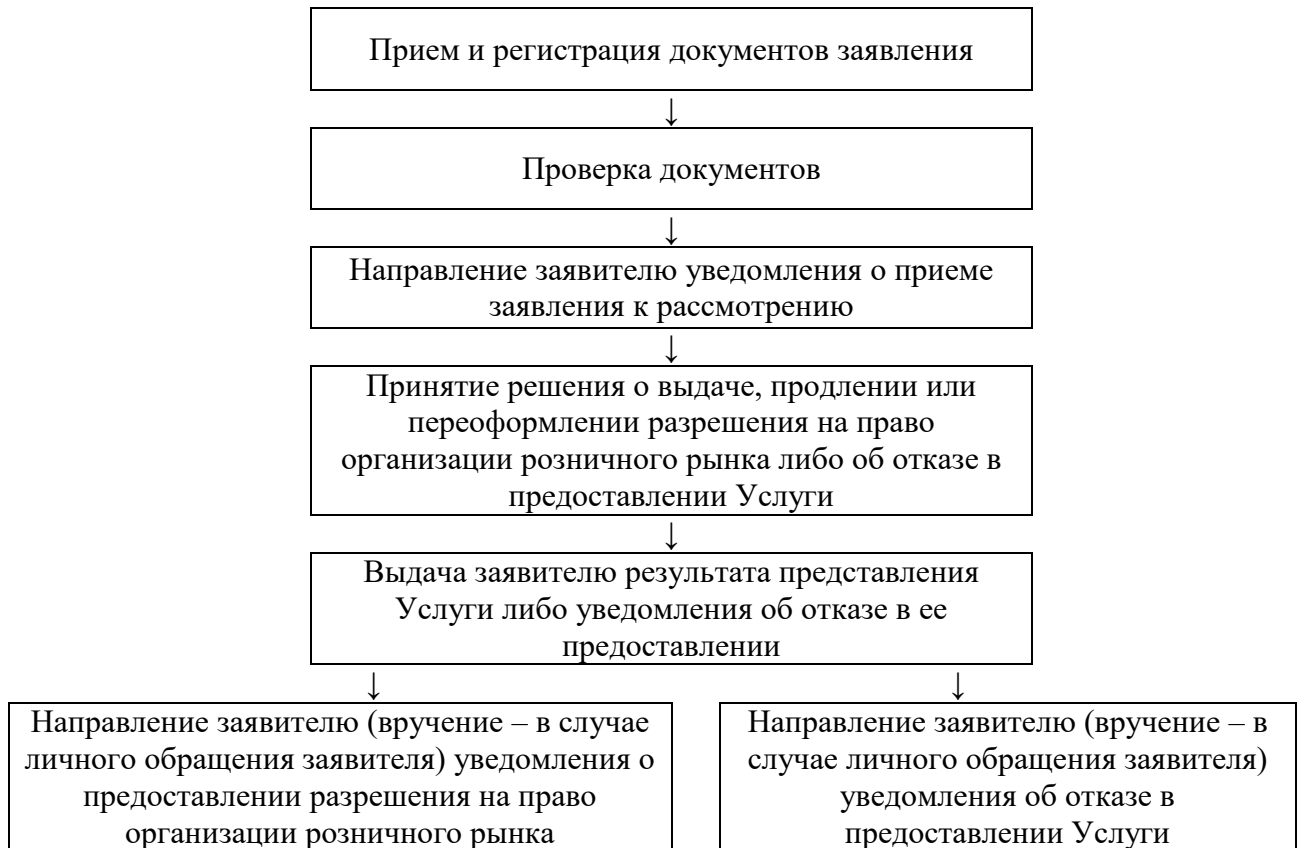 Прием и регистрация документов заявления
↓
Проверка документов
↓
Направление заявителю уведомления о приеме
заявления к рассмотрению
↓
Принятие решения о выдаче, продлении или
переоформлении разрешения на право
организации розничного рынка либо об отказе в
предоставлении Услуги
↓
Выдача заявителю результата представления
Услуги либо уведомления об отказе в ее
предоставлении
↓
↓
Направление заявителю (вручение – в случае
личного обращения заявителя) уведомления о
предоставлении разрешения на право
организации розничного рынка
Направление заявителю (вручение – в
случае личного обращения заявителя)
уведомления об отказе в
предоставлении Услуги